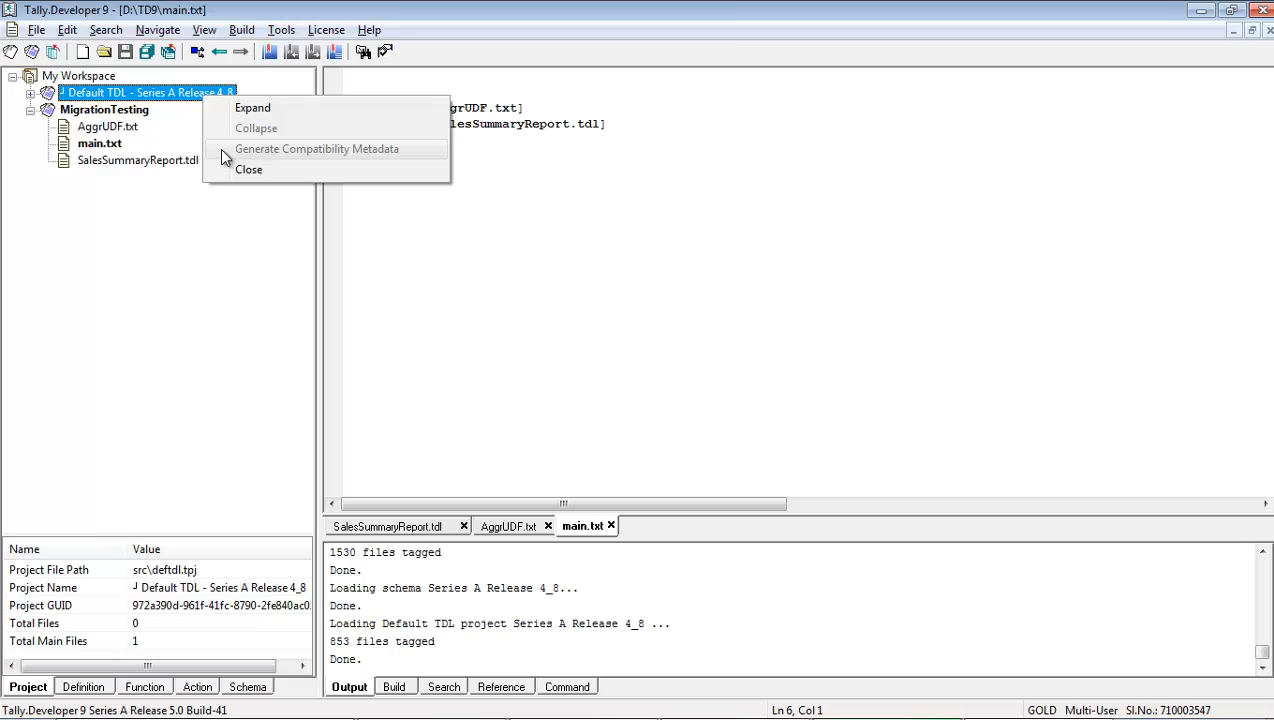 Tally.Developer 9 - [D:\TD9\main.txt]
File Edit Search Navigate View Build Tools License Help
My Workspace
┘ Default TDL - Series A Release 4_8
MigrationTesting
AggrUDF.txt
main.txt
SalesSummaryReport.tdl
Expand
Collapse
Generate Compatibility Metadata
Close
grUDF.txt]
lesSummaryReport.tdl]
SalesSummaryReport.tdl AggrUDF.txt main.txt
Name Value
Project File Path src\deftdl.tpj
Project Name ┘ Default TDL - Series A Release 4_8
Project GUID 972a390d-961f-41fc-8790-2fe840ac0
Total Files 0
Total Main Files 1
Project Definition Function Action Schema
1530 files tagged
Done.
Loading schema Series A Release 4_8...
Done.
Loading Default TDL project Series A Release 4_8 ...
853 files tagged
Done.
Output Build Search Reference Command
Tally.Developer 9 Series A Release 5.0 Build-41 Ln 6, Col 1 GOLD Multi-User Sl.No.: 710003547